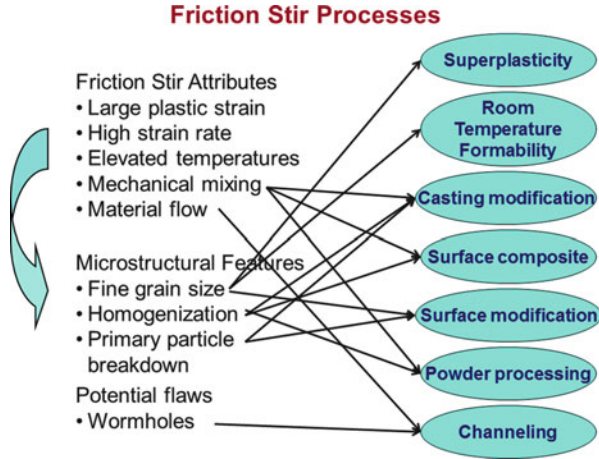 Friction Stir Processes
Friction Stir Attributes
• Large plastic strain
• High strain rate
• Elevated temperatures
• Mechanical mixing
• Material flow
Microstructural Features
• Fine grain size
• Homogenization
• Primary particle
breakdown
Potential flaws
• Wormholes
Superplasticity
Room
Temperature
Formability
Casting modification
Surface composite
Surface modification
Powder processing
Channeling